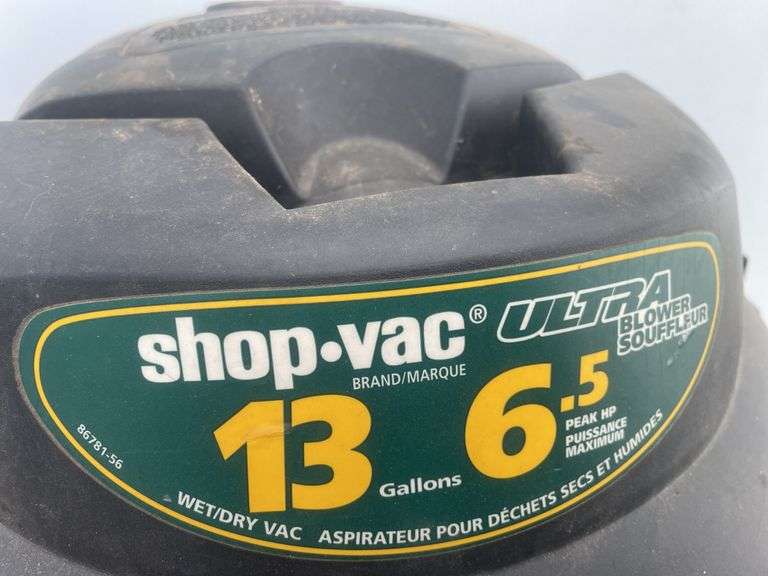 shop·vac®
BRAND/MARQUE
ULTRA
BLOWER
SOUFFLEUR
13 Gallons
6.5
PEAK HP
PUISSANCE
MAXIMUM
86781-56
WET/DRY VAC ASPIRATEUR POUR DÉCHETS SECS ET HUMIDES